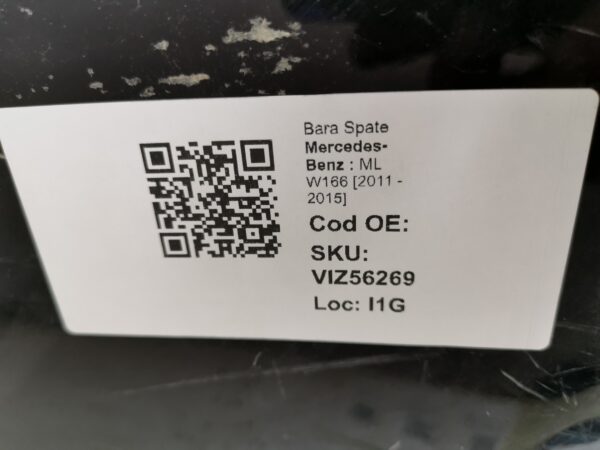 Bara Spate
Mercedes-
Benz : ML
W166 [2011 -
2015]
Cod OE:
SKU:
VIZ56269
Loc: I1G